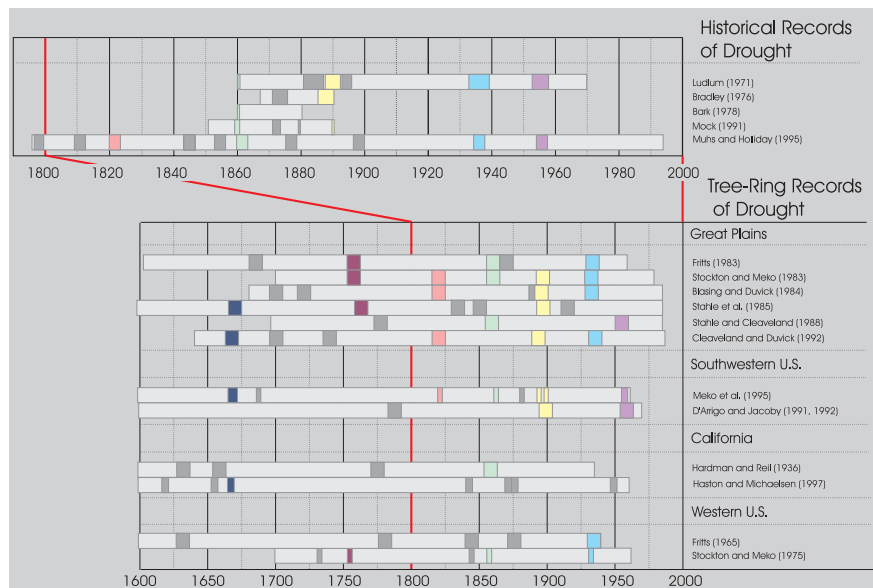 Historical Records
of Drought
Ludlum (1971)
Bradley (1976)
Bark (1978)
Mock (1991)
Muhs and Holiday (1995)
1800 1820 1840 1860 1880 1900 1920 1940 1960 1980 2000
Tree-Ring Records
of Drought
Great Plains
Fritts (1983)
Stockton and Meko (1983)
Blasing and Duvick (1984)
Stahle et al. (1985)
Stahle and Cleaveland (1988)
Cleaveland and Duvick (1992)
Southwestern U.S.
Meko et al. (1995)
D'Arrigo and Jacoby (1991, 1992)
California
Hardman and Reil (1936)
Haston and Michaelsen (1997)
Western U.S.
Fritts (1965)
Stockton and Meko (1975)
1600 1650 1700 1750 1800 1850 1900 1950 2000